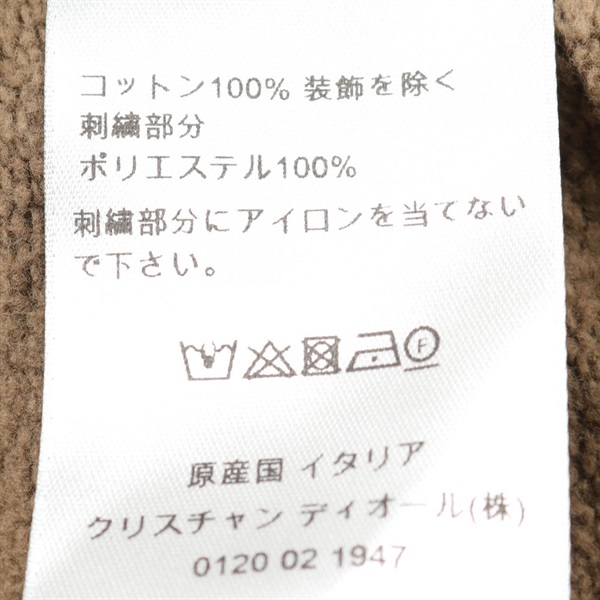 コットン100% 装飾を除く
刺繍部分
ポリエステル100%
刺繍部分にアイロンを当てない
で下さい。
F
原産国 イタリア
クリスチャン ディオール(株)
0120 02 1947